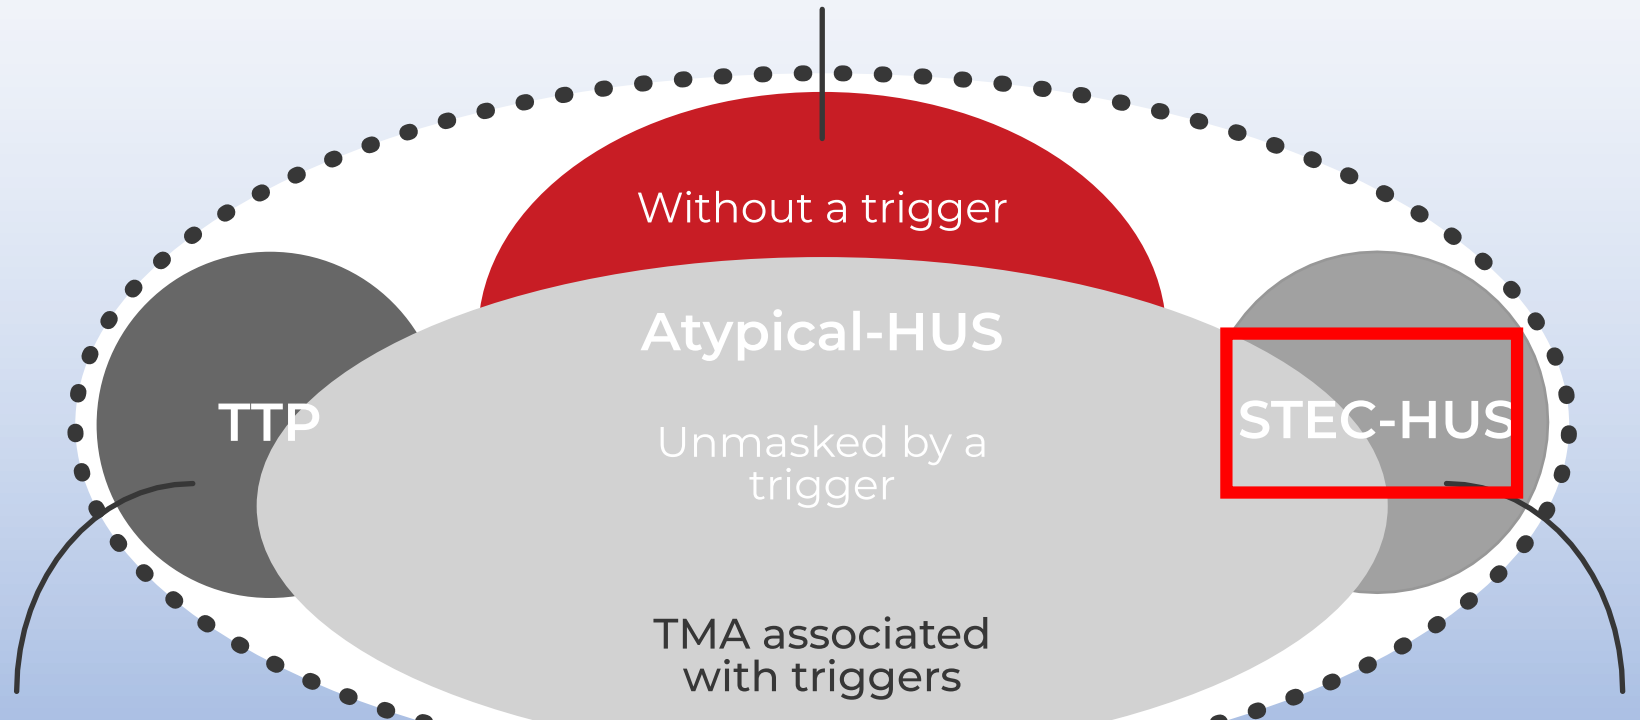 Without a trigger
Atypical-HUS
TTP
STEC-HUS
Unmasked by a
trigger
TMA associated
with triggers